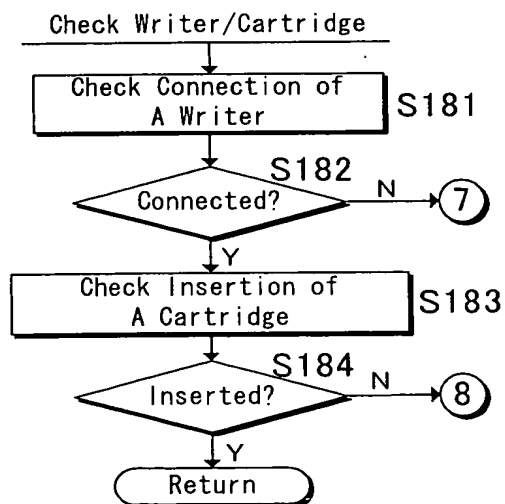 Check Writer/Cartridge
Check Connection of
A Writer
S181
S182
Connected?
N
7
Y
Check Insertion of
A Cartridge
S183
S184
Inserted?
N
8
Y
Return